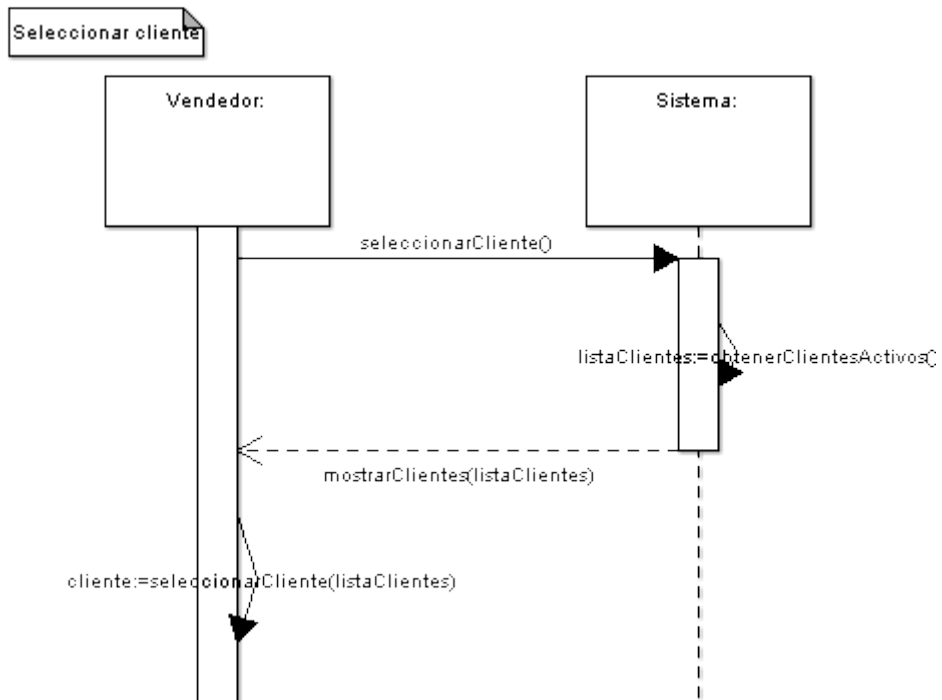 Seleccionar cliente
Vendedor:
Sistema:
seleccionarCliente()
listaClientes:=obtenerClientesActivos()
mostrarClientes(listaClientes)
cliente:=seleccionarCliente(listaClientes)